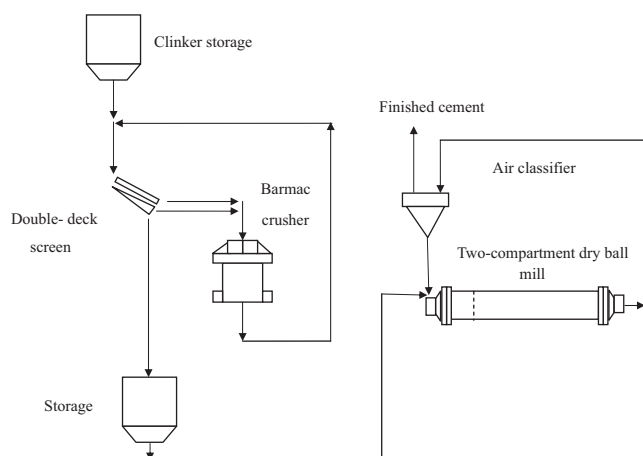 Clinker storage
Finished cement
Air classifier
Barmac
crusher
Double- deck
screen
Two-compartment dry ball
mill
Storage